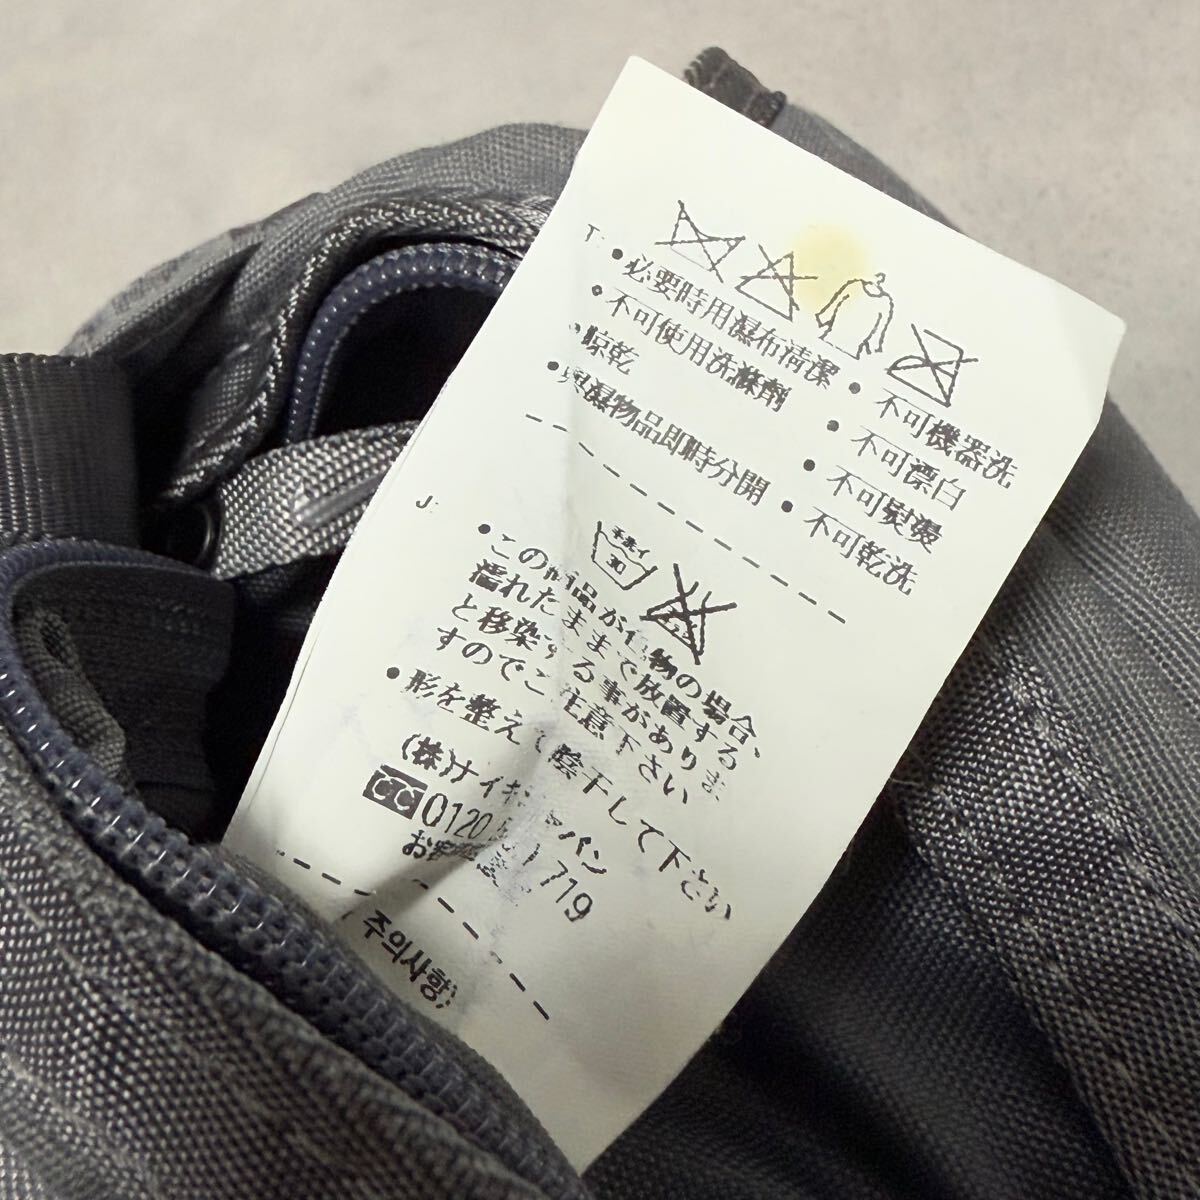 T:
• 必要時用濕布清潔 • 不可機器洗
• 不可使用洗滌劑 • 不可漂白
• 晾乾 • 不可熨燙
• 與濕物品即時分開 • 不可乾洗
J:
手洗イ
30
• この商品が他物の場合、
濡れたままで放置する
と移染する事がありま
すのでご注意下さい
• 形を整えて陰干して下さい
(株)ナイキジャパン
0120 719
お客様
주의사항